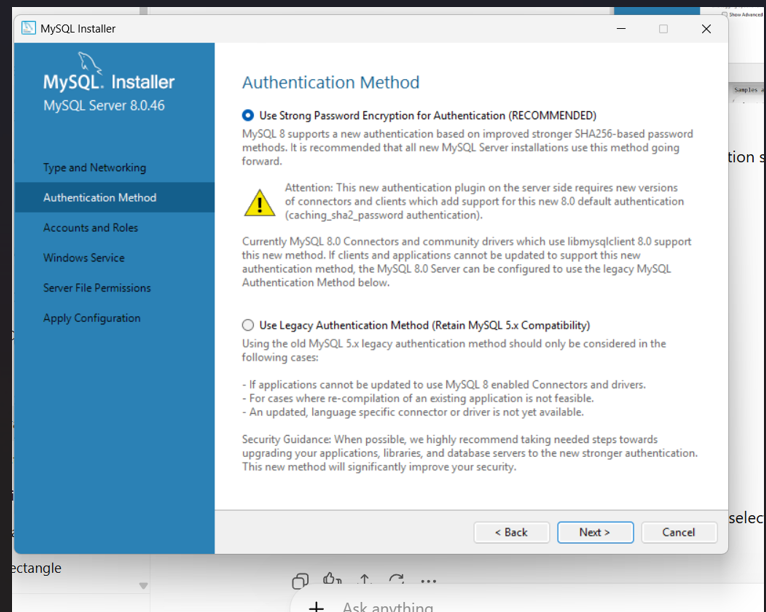 MySQL Installer
Show Advanced
MySQL. Installer
MySQL Server 8.0.46
Type and Networking
Authentication Method
Accounts and Roles
Windows Service
Server File Permissions
Apply Configuration
Authentication Method
Use Strong Password Encryption for Authentication (RECOMMENDED)
MySQL 8 supports a new authentication based on improved stronger SHA256-based password
methods. It is recommended that all new MySQL Server installations use this method going
forward.
Attention: This new authentication plugin on the server side requires new versions
of connectors and clients which add support for this new 8.0 default authentication
(caching_sha2_password authentication).
Currently MySQL 8.0 Connectors and community drivers which use libmysqlclient 8.0 support
this new method. If clients and applications cannot be updated to support this new
authentication method, the MySQL 8.0 Server can be configured to use the legacy MySQL
Authentication Method below.
Use Legacy Authentication Method (Retain MySQL 5.x Compatibility)
Using the old MySQL 5.x legacy authentication method should only be considered in the
following cases:
- If applications cannot be updated to use MySQL 8 enabled Connectors and drivers.
- For cases where re-compilation of an existing application is not feasible.
- An updated, language specific connector or driver is not yet available.
Security Guidance: When possible, we highly recommend taking needed steps towards
upgrading your applications, libraries, and database servers to the new stronger authentication.
This new method will significantly improve your security.
< Back
Next >
Cancel
Samples a
tion s
selec
ectangle
Ask anything